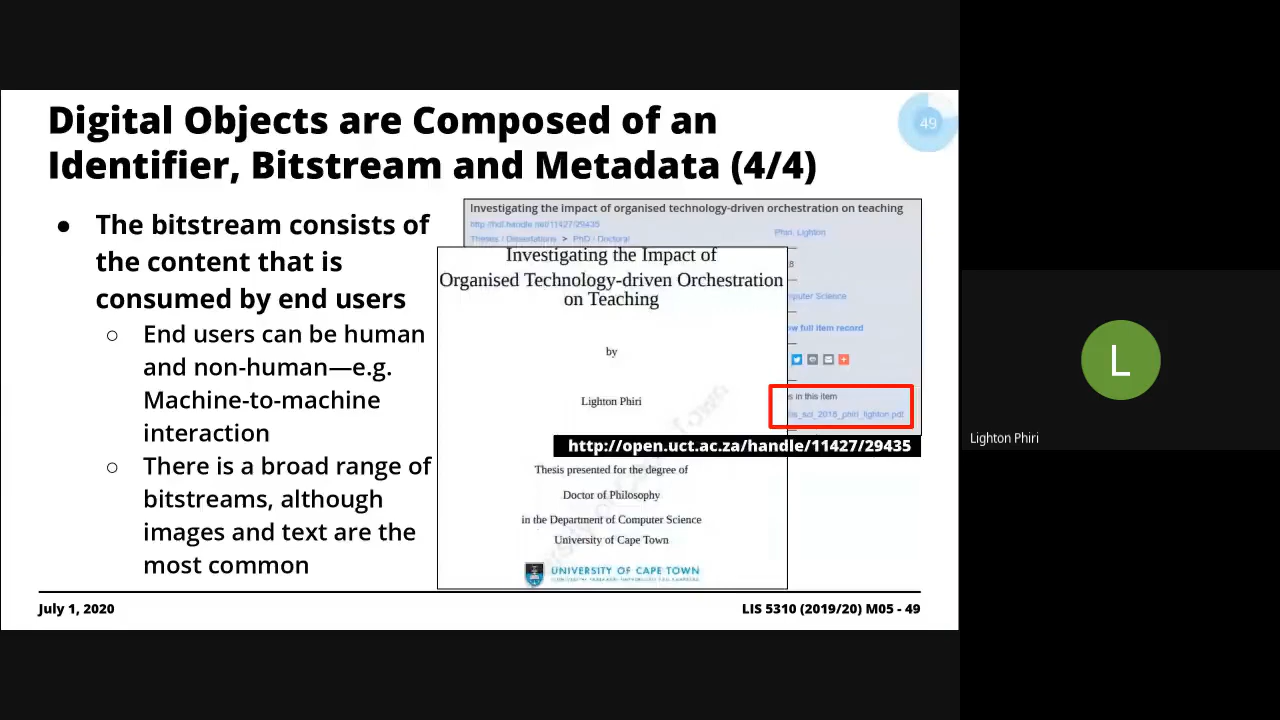 Digital Objects are Composed of an
Identifier, Bitstream and Metadata (4/4)
49
● The bitstream consists of
the content that is
consumed by end users
○ End users can be human
and non-human—e.g.
Machine-to-machine
interaction
○ There is a broad range of
bitstreams, although
images and text are the
most common
Investigating the impact of organised technology-driven orchestration on teaching
http://hdl.handle.net/11427/29435
Theses / Dissertations > PhD / Doctoral
Phiri, Lighton
8
puter Science
w full item record
s in this item
sis_sci_2018_phiri_lighton.pdf
Investigating the Impact of
Organised Technology-driven Orchestration
on Teaching
by
Lighton Phiri
http://open.uct.ac.za/handle/11427/29435
Thesis presented for the degree of
Doctor of Philosophy
in the Department of Computer Science
University of Cape Town
UNIVERSITY OF CAPE TOWN
July 1, 2020
LIS 5310 (2019/20) M05 - 49
L
Lighton Phiri